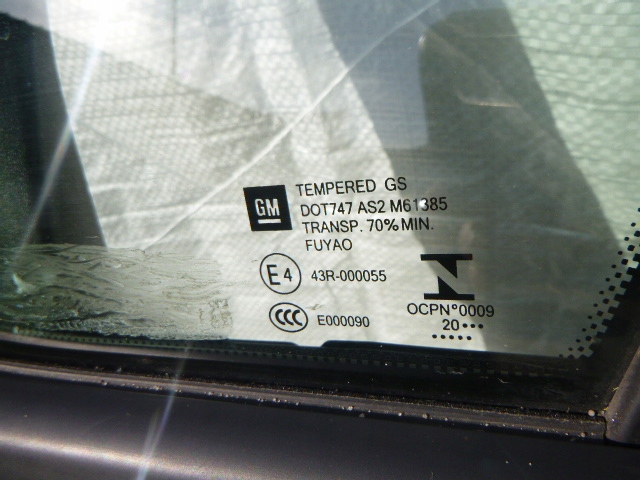 GM
TEMPERED GS
DOT747 AS2 M61385
TRANSP. 70% MIN.
FUYAO
E4 43R-000055
CCC E000090
N
OCPN°0009
20